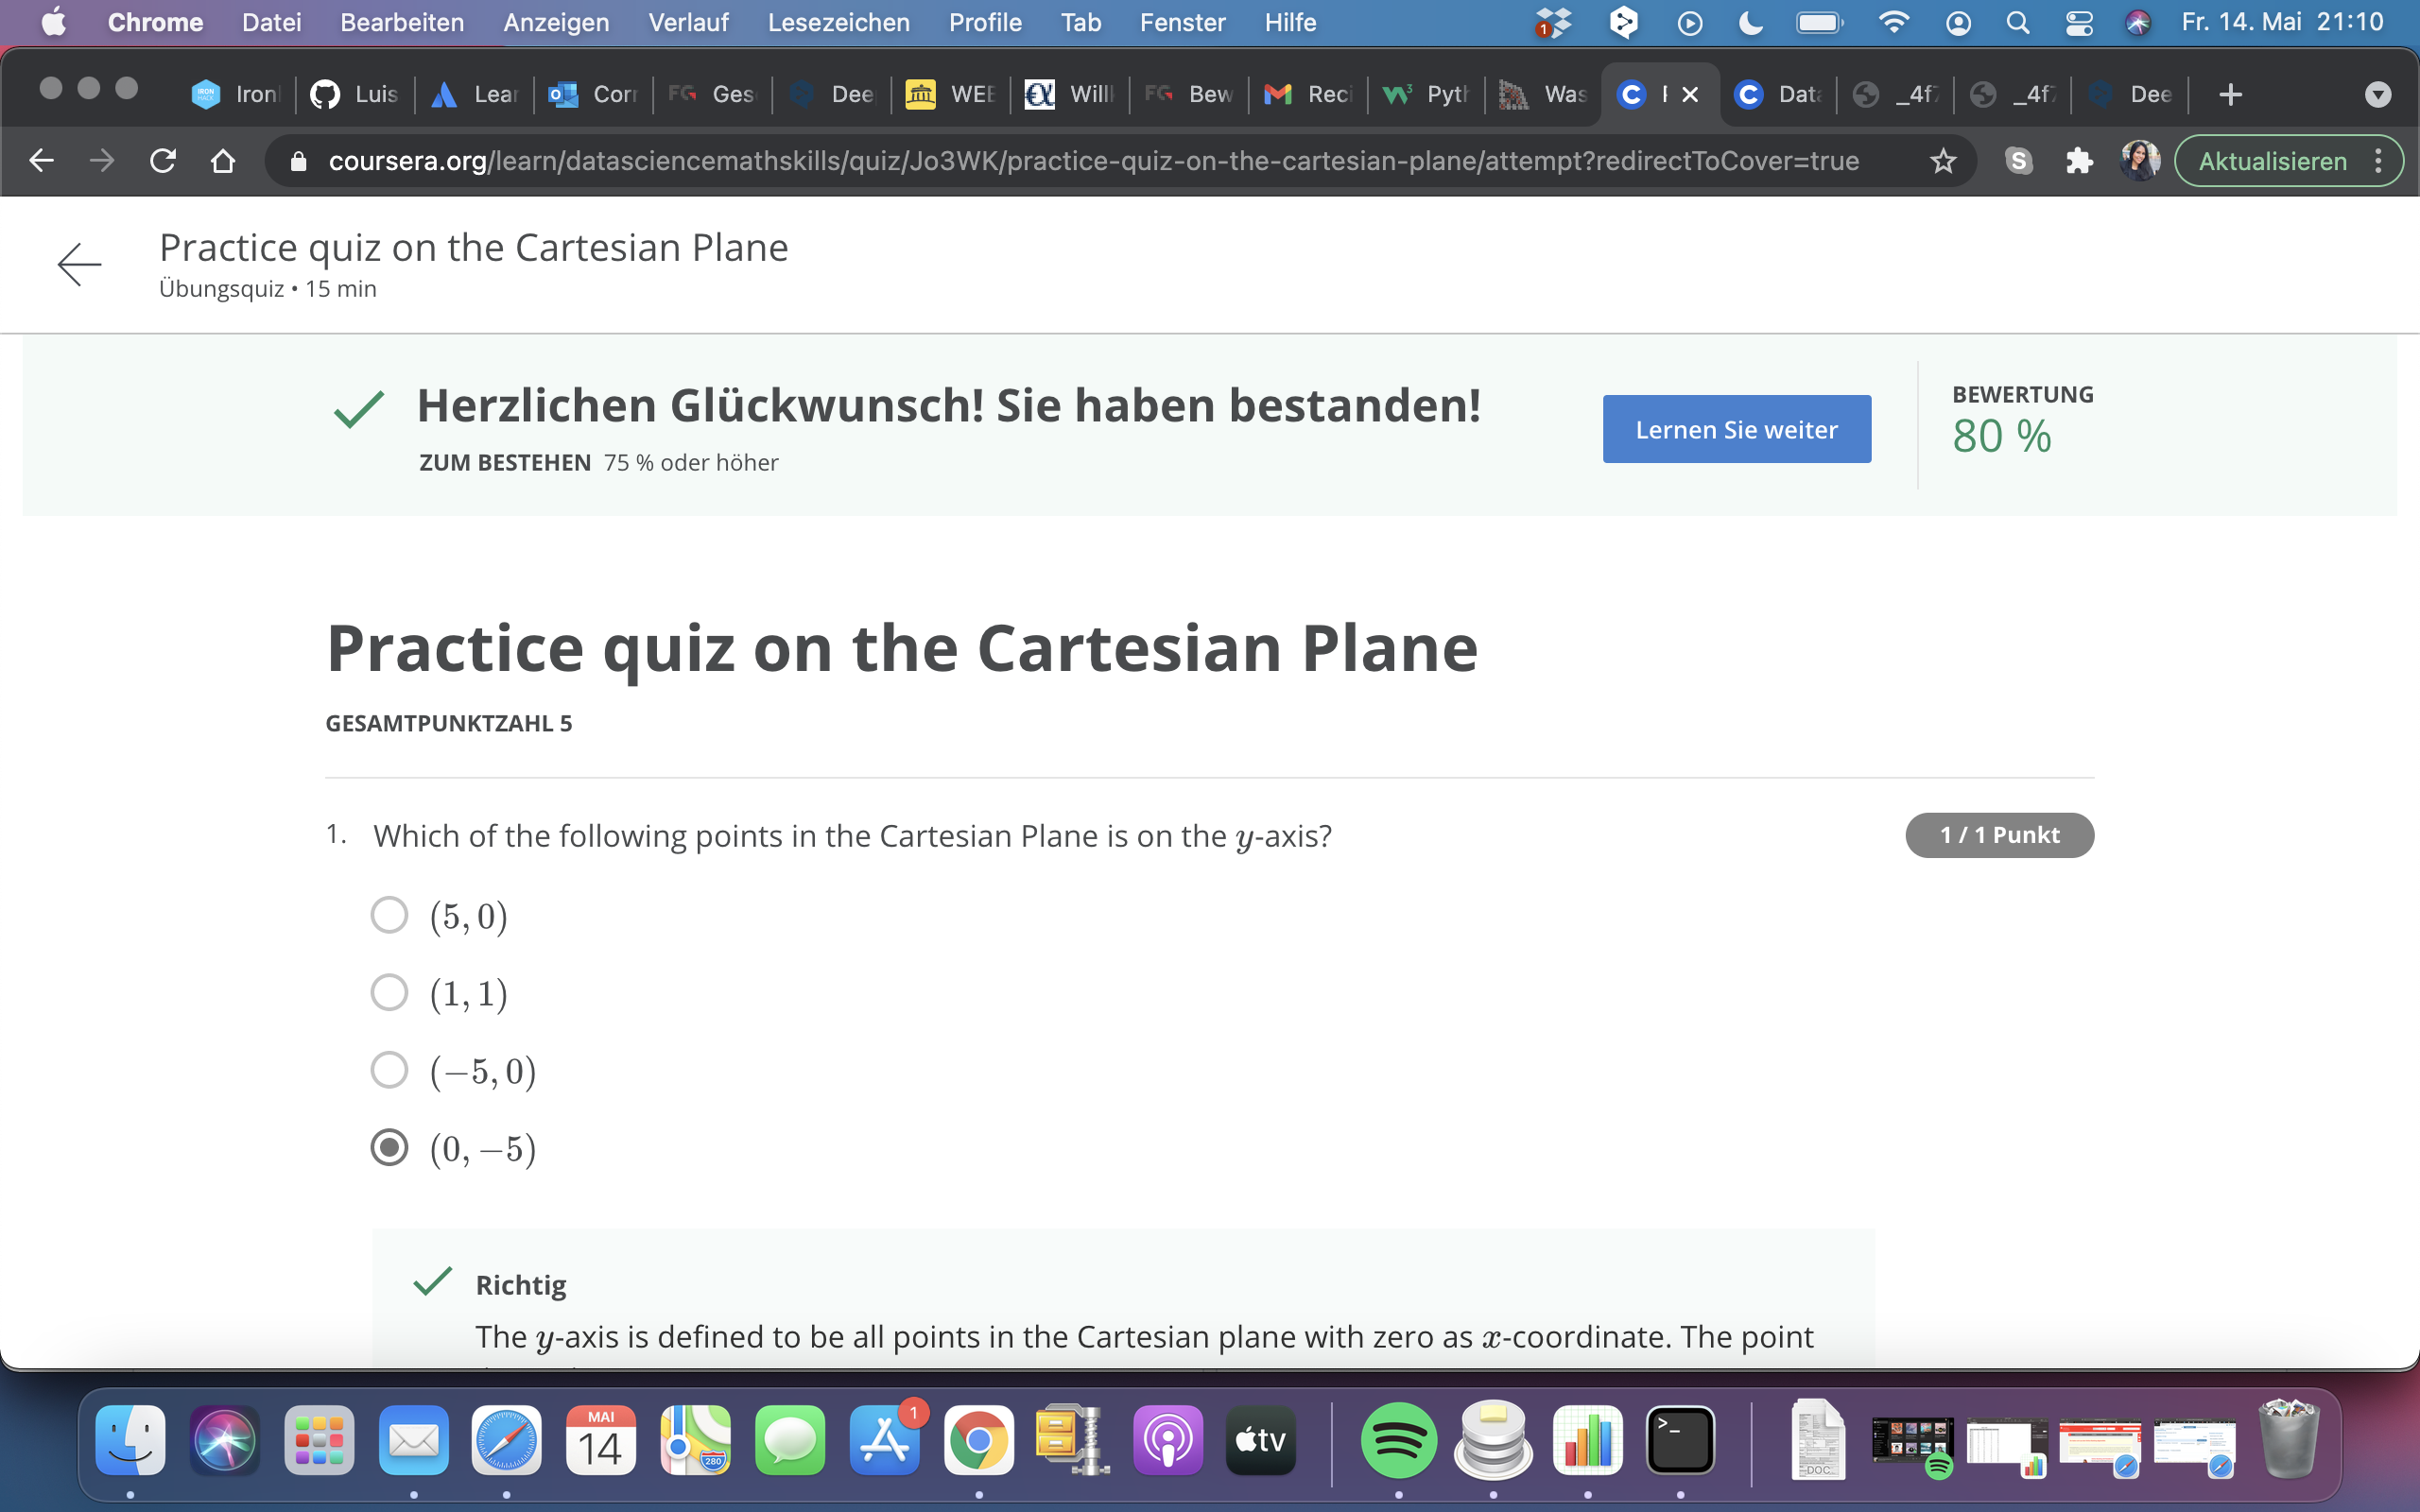 Chrome Datei Bearbeiten Anzeigen Verlauf Lesezeichen Profile Tab Fenster Hilfe 1 Fr. 14. Mai 21:10
Iron Luis Lear Corr Ges Dee WEE Will Bew Reci Pyth Was Data _4f _4f Dee
coursera.org/learn/datasciencemathskills/quiz/Jo3WK/practice-quiz-on-the-cartesian-plane/attempt?redirectToCover=true S Aktualisieren
Practice quiz on the Cartesian Plane
Übungsquiz • 15 min
Herzlichen Glückwunsch! Sie haben bestanden!
ZUM BESTEHEN 75 % oder höher
Lernen Sie weiter
BEWERTUNG
80 %
Practice quiz on the Cartesian Plane
GESAMTPUNKTZAHL 5
1. Which of the following points in the Cartesian Plane is on the y-axis?
1 / 1 Punkt
(5, 0)
(1, 1)
(−5, 0)
(0, −5)
Richtig
The y-axis is defined to be all points in the Cartesian plane with zero as x-coordinate. The point
MAI
14
280
1
tv
>_
DOC